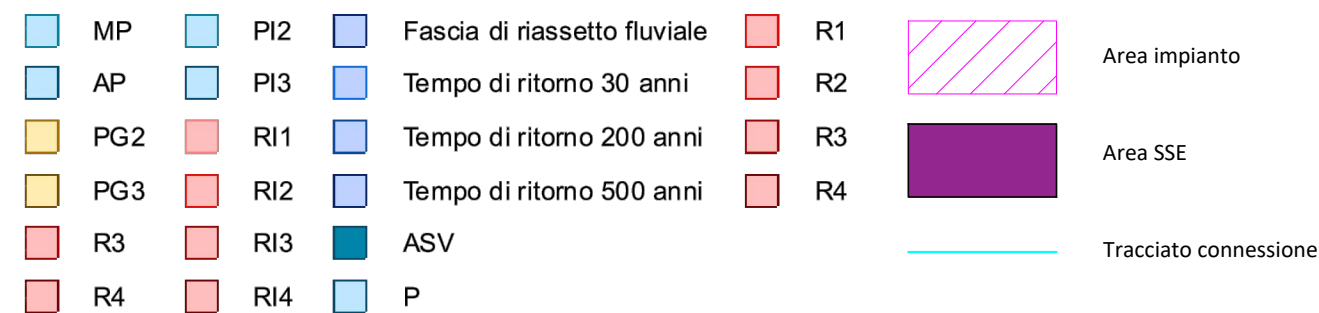 MP
AP
PG2
PG3
R3
R4
PI2
PI3
RI1
RI2
RI3
RI4
Fascia di riassetto fluviale
Tempo di ritorno 30 anni
Tempo di ritorno 200 anni
Tempo di ritorno 500 anni
ASV
P
R1
R2
R3
R4
Area impianto
Area SSE
Tracciato connessione